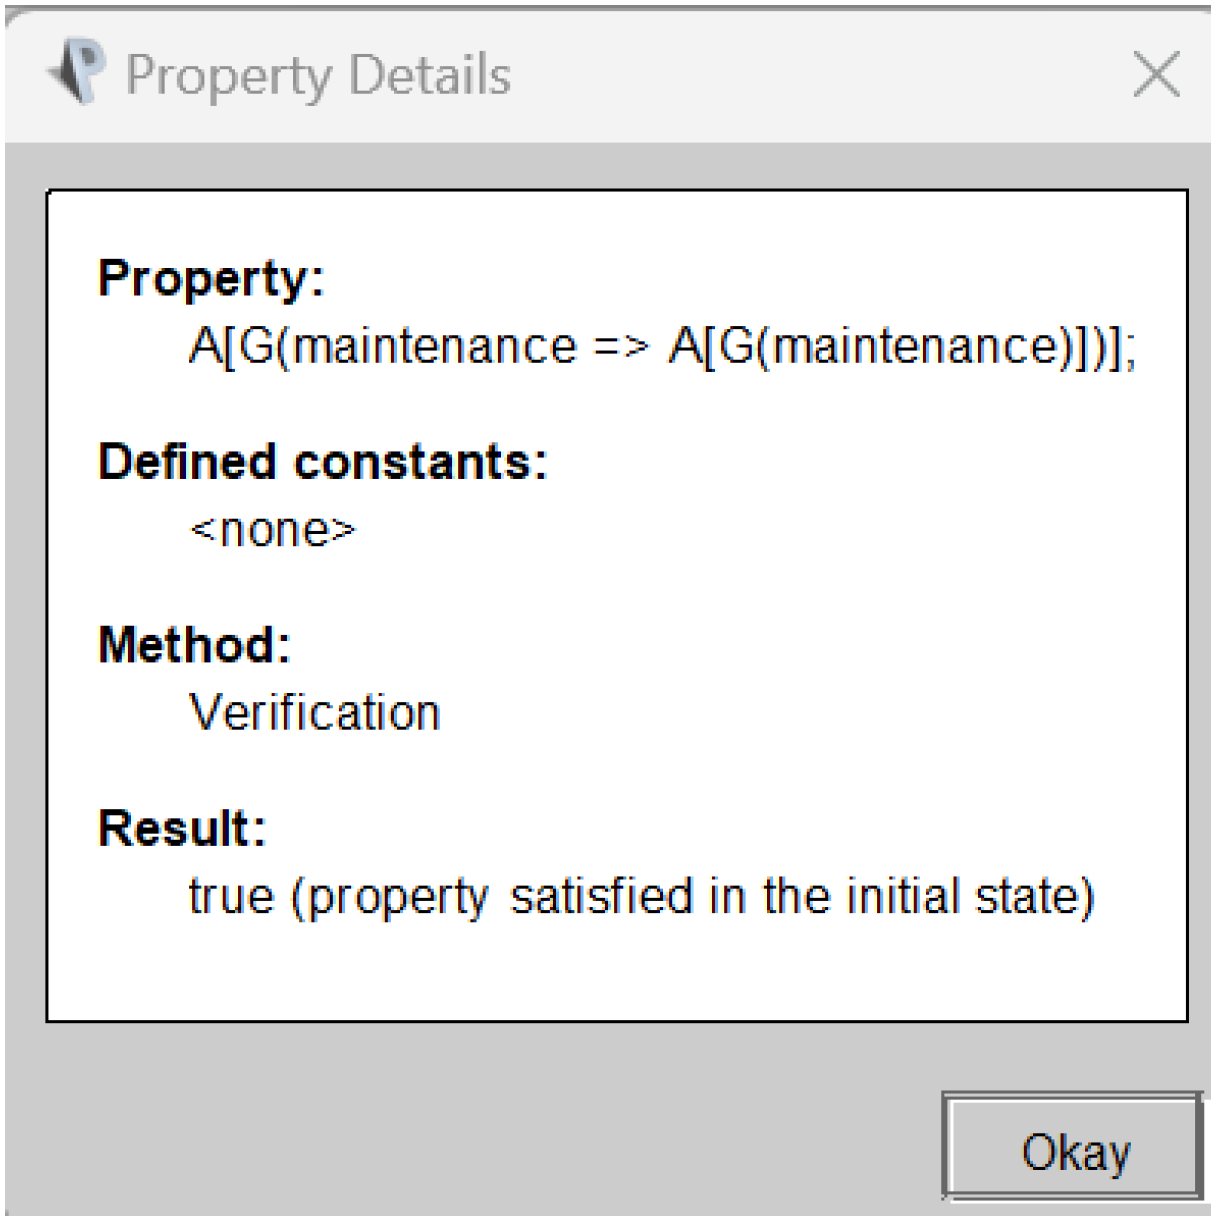 Property Details
Property:
A[G(maintenance => A[G(maintenance)])];
Defined constants:
<none>
Method:
Verification
Result:
true (property satisfied in the initial state)
Okay